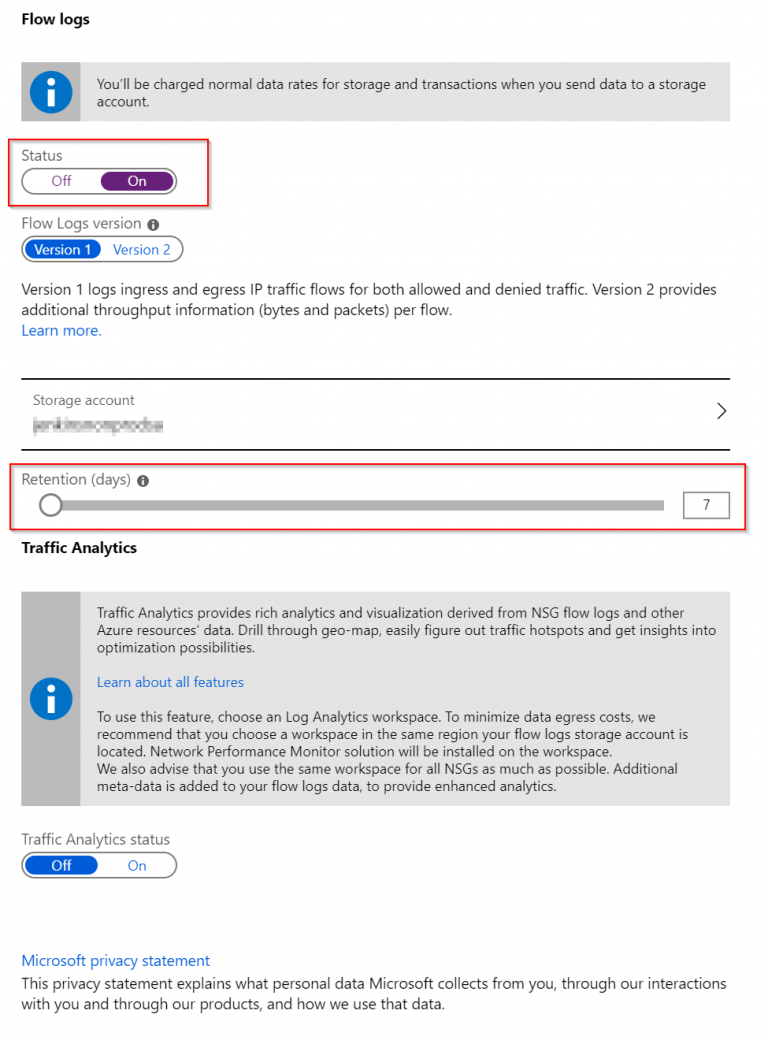 Flow logs
You'll be charged normal data rates for storage and transactions when you send data to a storage
account.
Status
Off On
Flow Logs version
Version 1 Version 2
Version 1 logs ingress and egress IP traffic flows for both allowed and denied traffic. Version 2 provides
additional throughput information (bytes and packets) per flow.
Learn more.
Storage account
Retention (days)
7
Traffic Analytics
Traffic Analytics provides rich analytics and visualization derived from NSG flow logs and other
Azure resources' data. Drill through geo-map, easily figure out traffic hotspots and get insights into
optimization possibilities.
Learn about all features
To use this feature, choose an Log Analytics workspace. To minimize data egress costs, we
recommend that you choose a workspace in the same region your flow logs storage account is
located. Network Performance Monitor solution will be installed on the workspace.
We also advise that you use the same workspace for all NSGs as much as possible. Additional
meta-data is added to your flow logs data, to provide enhanced analytics.
Traffic Analytics status
Off On
Microsoft privacy statement
This privacy statement explains what personal data Microsoft collects from you, through our interactions
with you and through our products, and how we use that data.